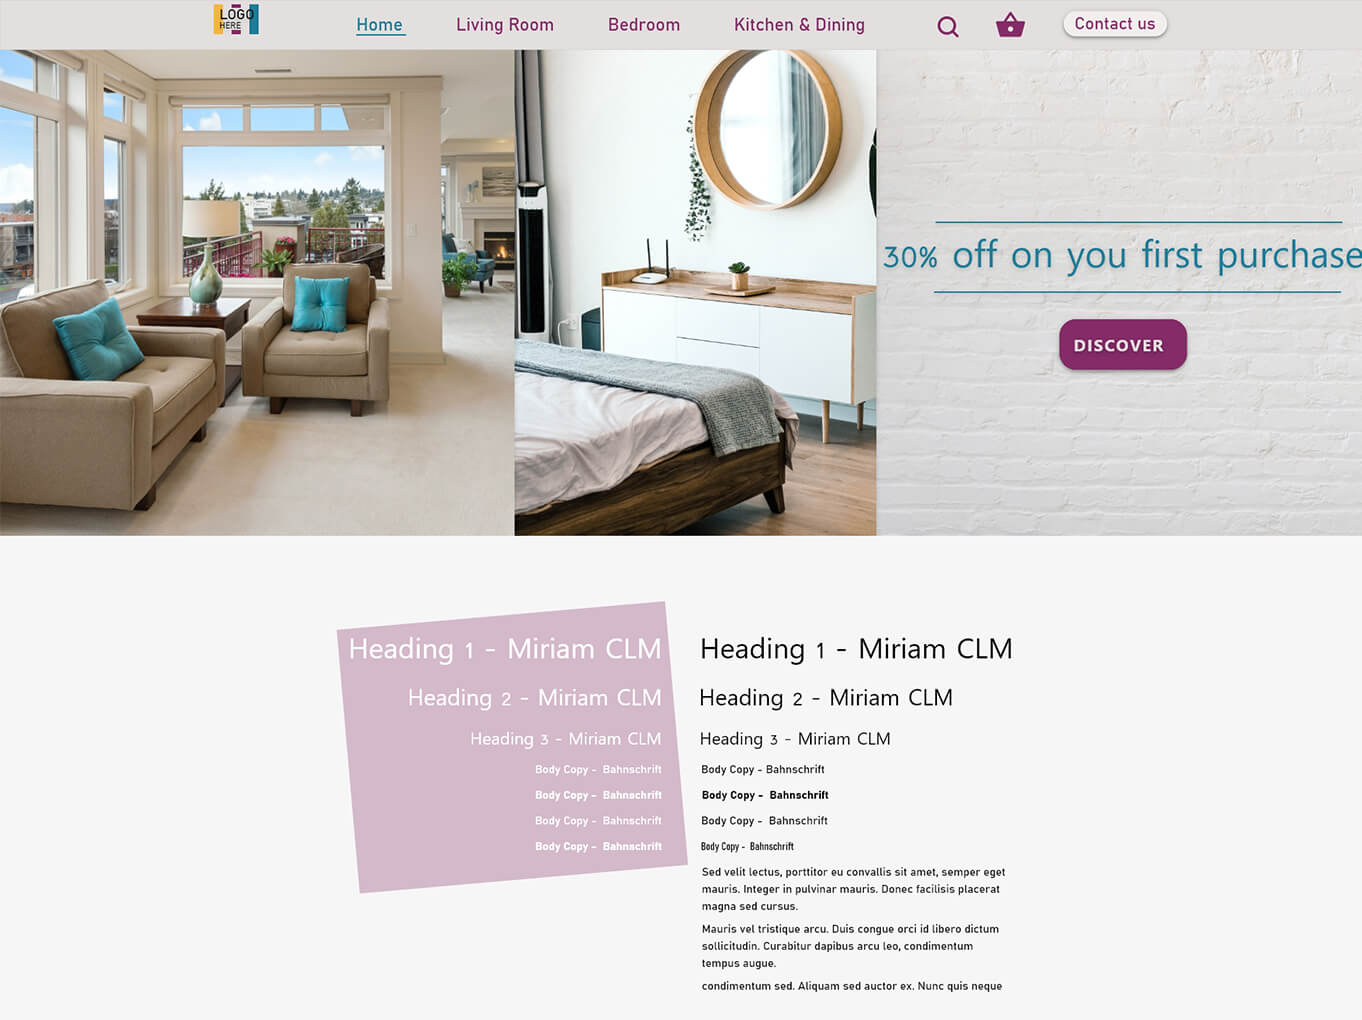 LOGO
HERE
Home Living Room Bedroom Kitchen & Dining Contact us
30% off on you first purchase
DISCOVER
Heading 1 - Miriam CLM
Heading 2 - Miriam CLM
Heading 3 - Miriam CLM
Body Copy - Bahnschrift
Body Copy - Bahnschrift
Body Copy - Bahnschrift
Body Copy - Bahnschrift
Heading 1 - Miriam CLM
Heading 2 - Miriam CLM
Heading 3 - Miriam CLM
Body Copy - Bahnschrift
Body Copy - Bahnschrift
Body Copy - Bahnschrift
Body Copy - Bahnschrift
Sed velit lectus, porttitor eu convallis sit amet, semper eget
mauris. Integer in pulvinar mauris. Donec facilisis placerat
magna sed cursus.
Mauris vel tristique arcu. Duis congue orci id libero dictum
sollicitudin. Curabitur dapibus arcu leo, condimentum
tempus augue.
condimentum sed. Aliquam sed auctor ex. Nunc quis neque